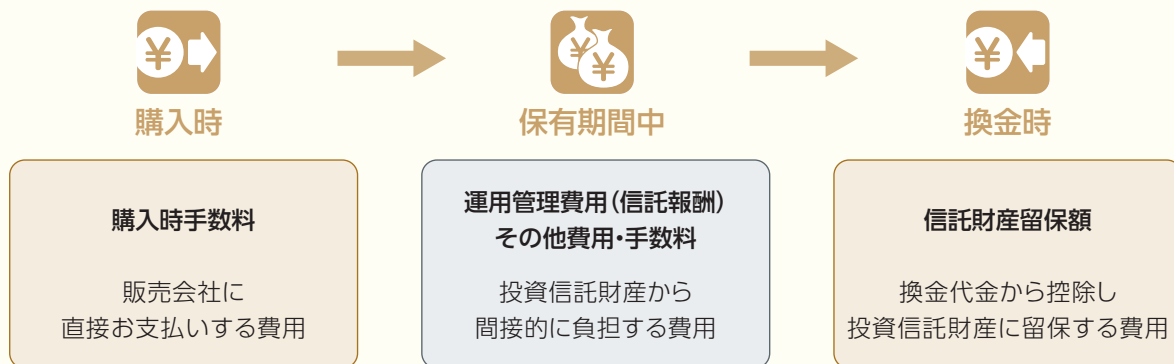 ¥
¥
¥
¥
購入時
保有期間中
換金時
購入時手数料
販売会社に
直接お支払いする費用
運用管理費用(信託報酬)
その他費用・手数料
投資信託財産から
間接的に負担する費用
信託財産留保額
換金代金から控除し
投資信託財産に留保する費用